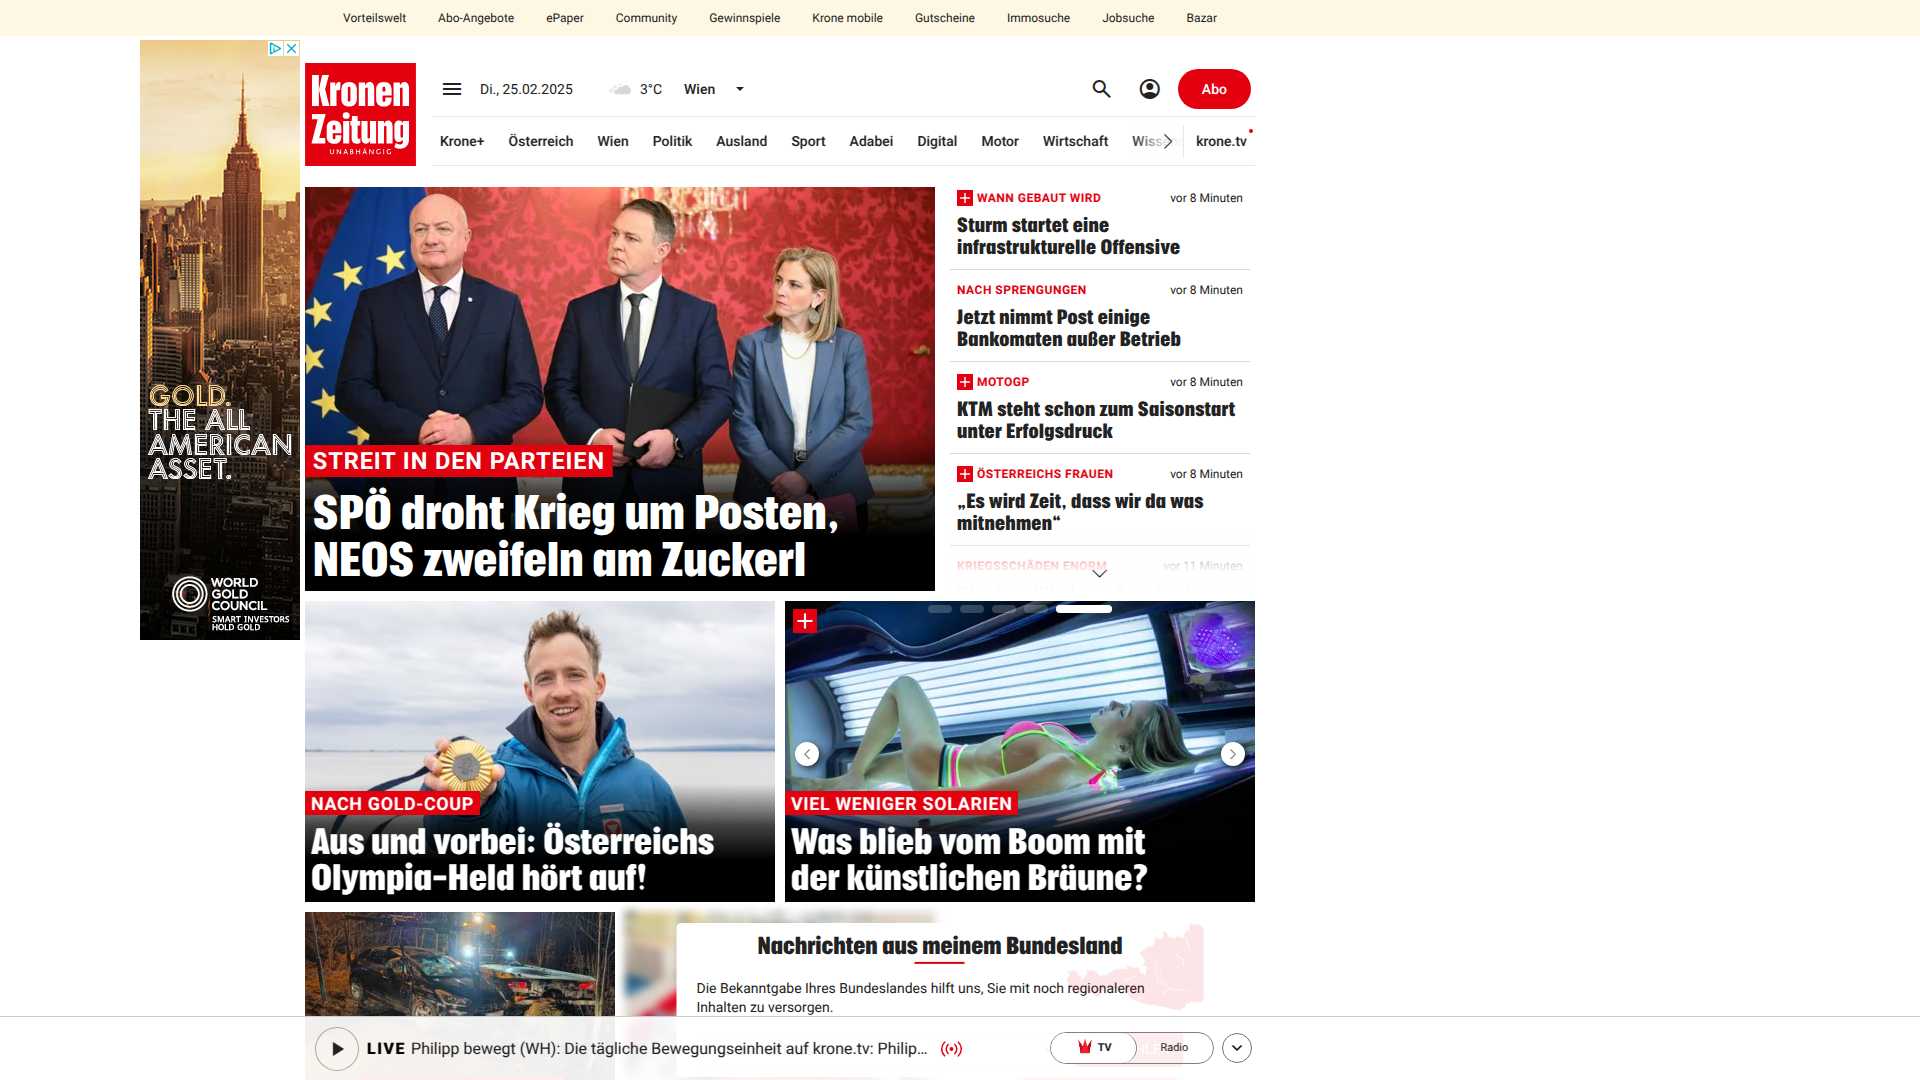 Vorteilswelt Abo-Angebote ePaper Community Gewinnspiele Krone mobile Gutscheine Immosuche Jobsuche Bazar
Kronen
Zeitung
UNABHÄNGIG
Di., 25.02.2025 3°C Wien
Abo
Krone+ Österreich Wien Politik Ausland Sport Adabei Digital Motor Wirtschaft krone.tv
GOLD.
THE ALL
AMERICAN
ASSET.
WORLD
GOLD
COUNCIL
SMART INVESTORS
HOLD GOLD
STREIT IN DEN PARTEIEN
SPÖ droht Krieg um Posten,
NEOS zweifeln am Zuckerl
WANN GEBAUT WIRD vor 8 Minuten
Sturm startet eine
infrastrukturelle Offensive
NACH SPRENGUNGEN vor 8 Minuten
Jetzt nimmt Post einige
Bankomaten außer Betrieb
MOTOGP vor 8 Minuten
KTM steht schon zum Saisonstart
unter Erfolgsdruck
ÖSTERREICHS FRAUEN vor 8 Minuten
„Es wird Zeit, dass wir da was
mitnehmen“
KRIEGSSCHÄDEN ENORM vor 11 Minuten
NACH GOLD-COUP
Aus und vorbei: Österreichs
Olympia-Held hört auf!
VIEL WENIGER SOLARIEN
Was blieb vom Boom mit
der künstlichen Bräune?
Nachrichten aus meinem Bundesland
Die Bekanntgabe Ihres Bundeslandes hilft uns, Sie mit noch regionaleren
Inhalten zu versorgen.
LIVE Philipp bewegt (WH): Die tägliche Bewegungseinheit auf krone.tv: Philip...
TV Radio